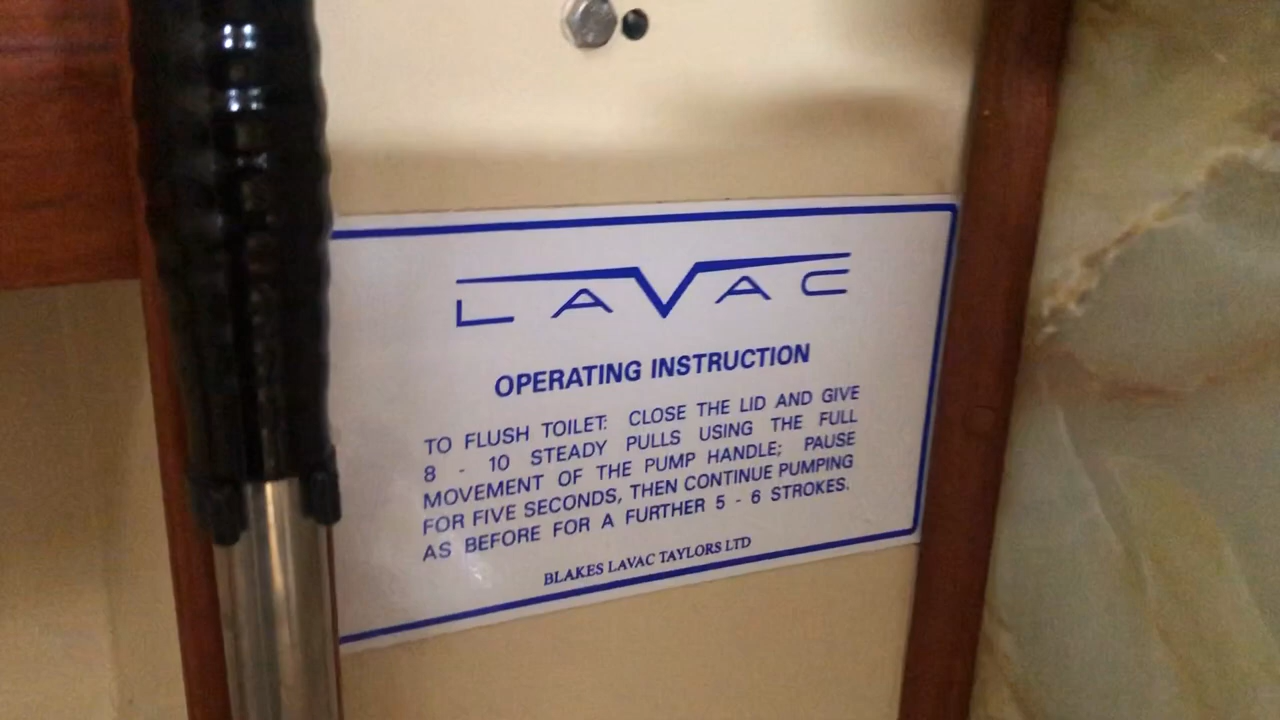 LAVAC
OPERATING INSTRUCTION
TO FLUSH TOILET: CLOSE THE LID AND GIVE
8 - 10 STEADY PULLS USING THE FULL
MOVEMENT OF THE PUMP HANDLE; PAUSE
FOR FIVE SECONDS, THEN CONTINUE PUMPING
AS BEFORE FOR A FURTHER 5 - 6 STROKES.
BLAKES LAVAC TAYLORS LTD